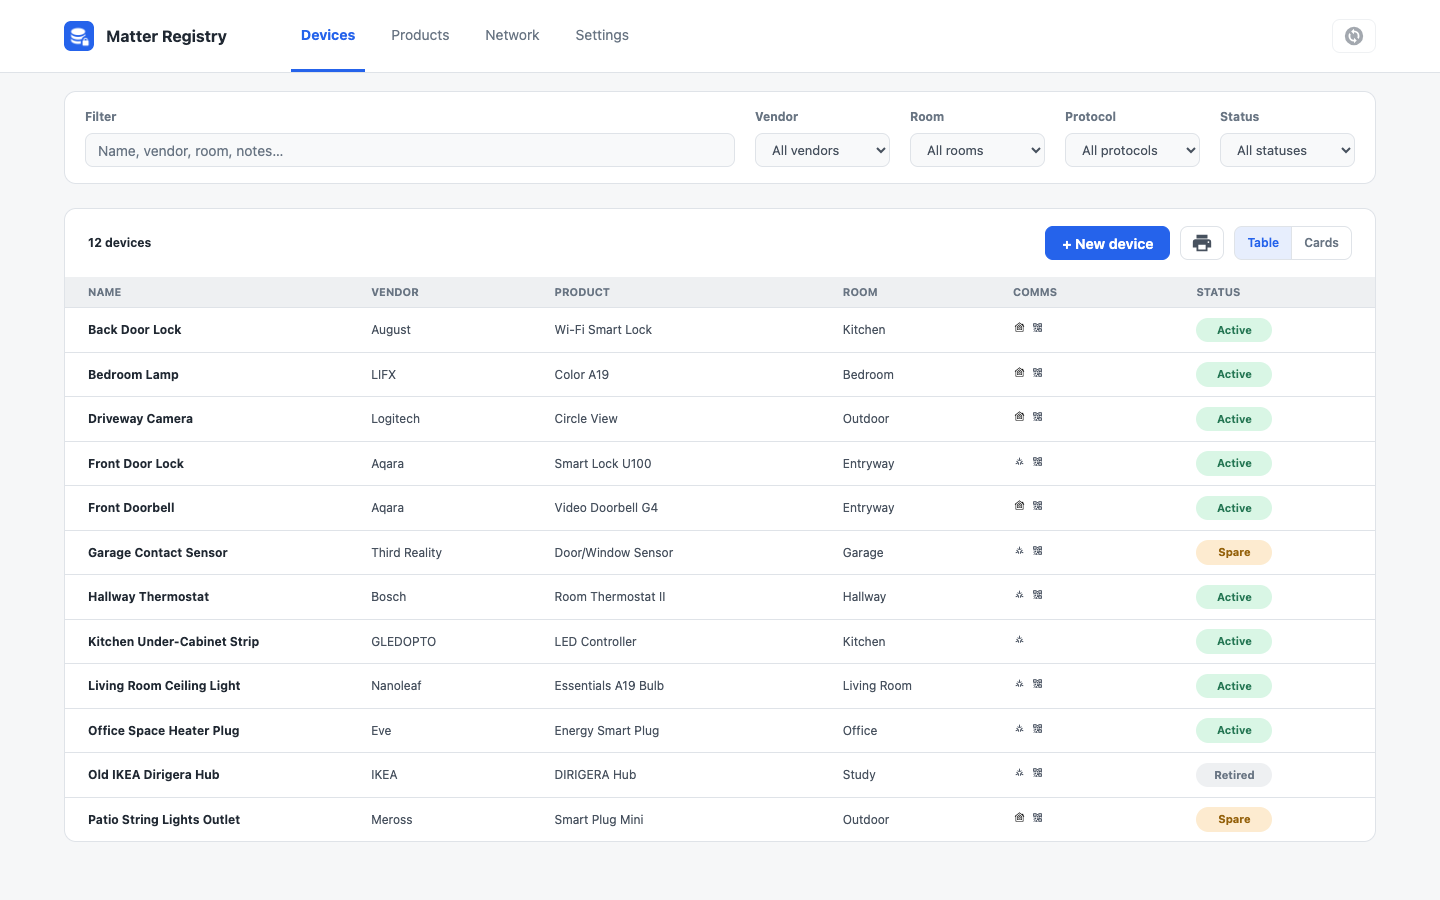 Matter Registry
Devices
Products
Network
Settings
Filter
Vendor
Room
Protocol
Status
Name, vendor, room, notes...
All vendors
All rooms
All protocols
All statuses
12 devices
+ New device
Table
Cards
NAME VENDOR PRODUCT ROOM COMMS STATUS
Back Door Lock August Wi-Fi Smart Lock Kitchen Active
Bedroom Lamp LIFX Color A19 Bedroom Active
Driveway Camera Logitech Circle View Outdoor Active
Front Door Lock Aqara Smart Lock U100 Entryway Active
Front Doorbell Aqara Video Doorbell G4 Entryway Active
Garage Contact Sensor Third Reality Door/Window Sensor Garage Spare
Hallway Thermostat Bosch Room Thermostat II Hallway Active
Kitchen Under-Cabinet Strip GLEDOPTO LED Controller Kitchen Active
Living Room Ceiling Light Nanoleaf Essentials A19 Bulb Living Room Active
Office Space Heater Plug Eve Energy Smart Plug Office Active
Old IKEA Dirigera Hub IKEA DIRIGERA Hub Study Retired
Patio String Lights Outlet Meross Smart Plug Mini Outdoor Spare